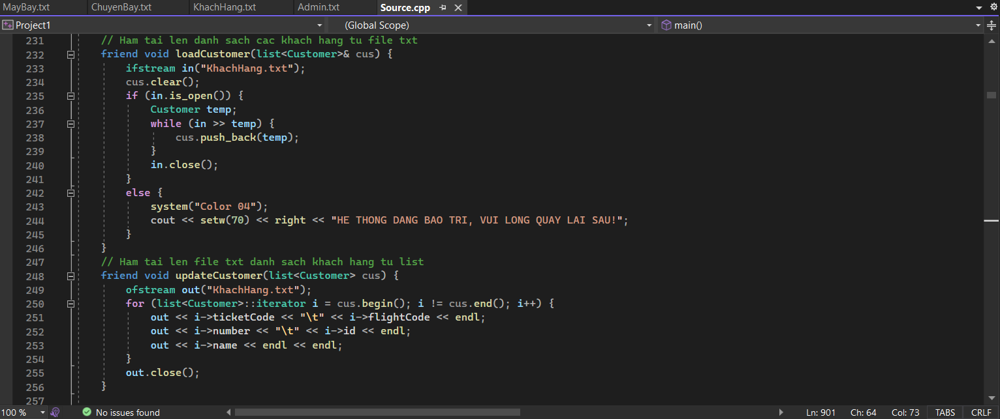 MayBay.txt ChuyenBay.txt KhachHang.txt Admin.txt Source.cpp
Project1 (Global Scope) main()
231 // Ham tai len danh sach cac khach hang tu file txt
232 friend void loadCustomer(list<Customer>& cus) {
233 ifstream in("KhachHang.txt");
234 cus.clear();
235 if (in.is_open()) {
236 Customer temp;
237 while (in >> temp) {
238 cus.push_back(temp);
239 }
240 in.close();
241 }
242 else {
243 system("Color 04");
244 cout << setw(70) << right << "HE THONG DANG BAO TRI, VUI LONG QUAY LAI SAU!";
245 }
246 }
247 // Ham tai len file txt danh sach khach hang tu list
248 friend void updateCustomer(list<Customer> cus) {
249 ofstream out("KhachHang.txt");
250 for (list<Customer>::iterator i = cus.begin(); i != cus.end(); i++) {
251 out << i->ticketCode << "\t" << i->flightCode << endl;
252 out << i->number << "\t" << i->id << endl;
253 out << i->name << endl << endl;
254 }
255 out.close();
256 }
257
100 % No issues found Ln: 901 Ch: 64 Col: 73 TABS CRLF